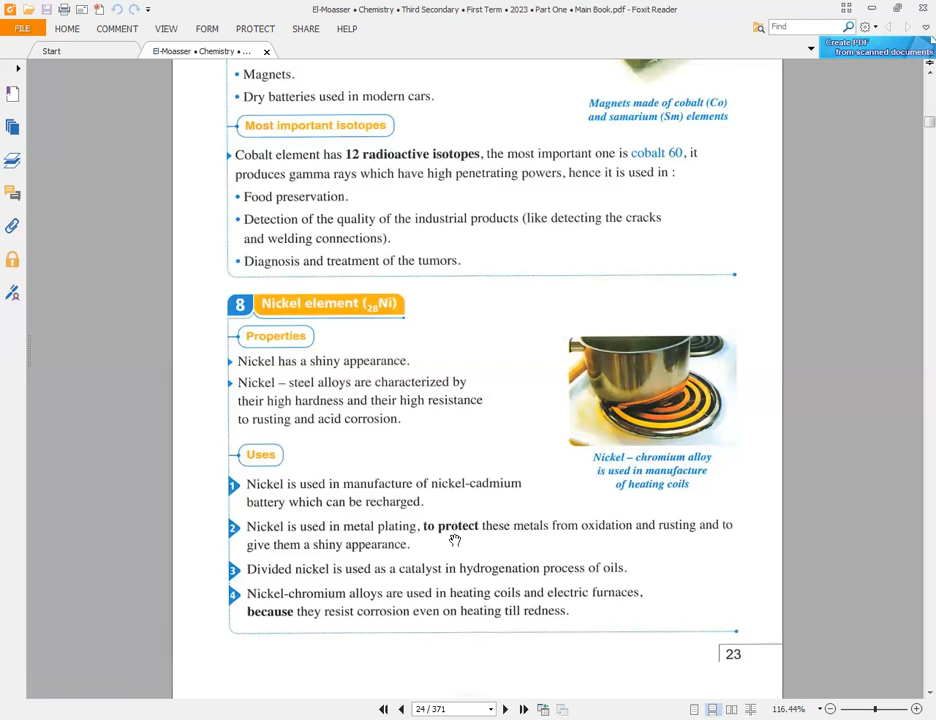 El-Moasser • Chemistry • Third Secondary • First Term • 2023 • Part One • Main Book.pdf - Foxit Reader
FILE HOME COMMENT VIEW FORM PROTECT SHARE HELP
Find
Start
El-Moasser • Chemistry • ...
Create PDF
from scanned documents
• Magnets.
• Dry batteries used in modern cars.
Magnets made of cobalt (Co)
and samarium (Sm) elements
Most important isotopes
Cobalt element has 12 radioactive isotopes, the most important one is cobalt 60, it
produces gamma rays which have high penetrating powers, hence it is used in :
• Food preservation.
• Detection of the quality of the industrial products (like detecting the cracks
and welding connections).
• Diagnosis and treatment of the tumors.
8 Nickel element (₂₈Ni)
Properties
Nickel has a shiny appearance.
Nickel – steel alloys are characterized by
their high hardness and their high resistance
to rusting and acid corrosion.
Nickel – chromium alloy
is used in manufacture
of heating coils
Uses
1 Nickel is used in manufacture of nickel-cadmium
battery which can be recharged.
2 Nickel is used in metal plating, to protect these metals from oxidation and rusting and to
give them a shiny appearance.
3 Divided nickel is used as a catalyst in hydrogenation process of oils.
4 Nickel-chromium alloys are used in heating coils and electric furnaces,
because they resist corrosion even on heating till redness.
23
24 / 371
116.44%